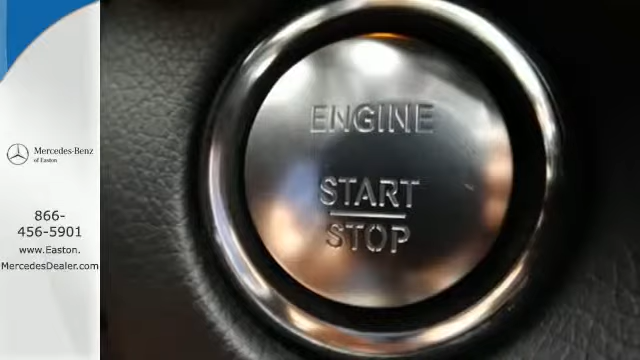 Mercedes-Benz
of Easton
866-
456-5901
www.Easton.
MercedesDealer.com
ENGINE
START
STOP